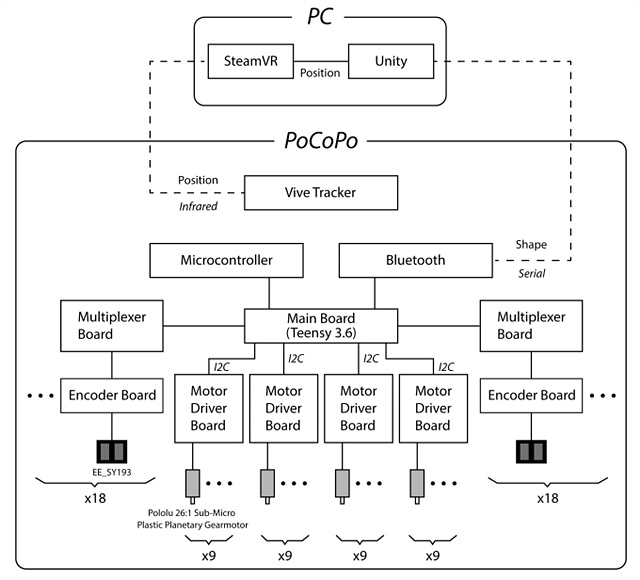 PC
SteamVR
Position
Unity
PoCoPo
Position
Infrared
Vive Tracker
Shape
Serial
Microcontroller
Bluetooth
Multiplexer
Board
Main Board
(Teensy 3.6)
Multiplexer
Board
I2C
I2C
I2C
I2C
Encoder Board
Motor
Driver
Board
Motor
Driver
Board
Motor
Driver
Board
Motor
Driver
Board
Encoder Board
EE_SY193
x18
x18
Pololu 26:1 Sub-Micro
Plastic Planetary Gearmotor
x9
x9
x9
x9